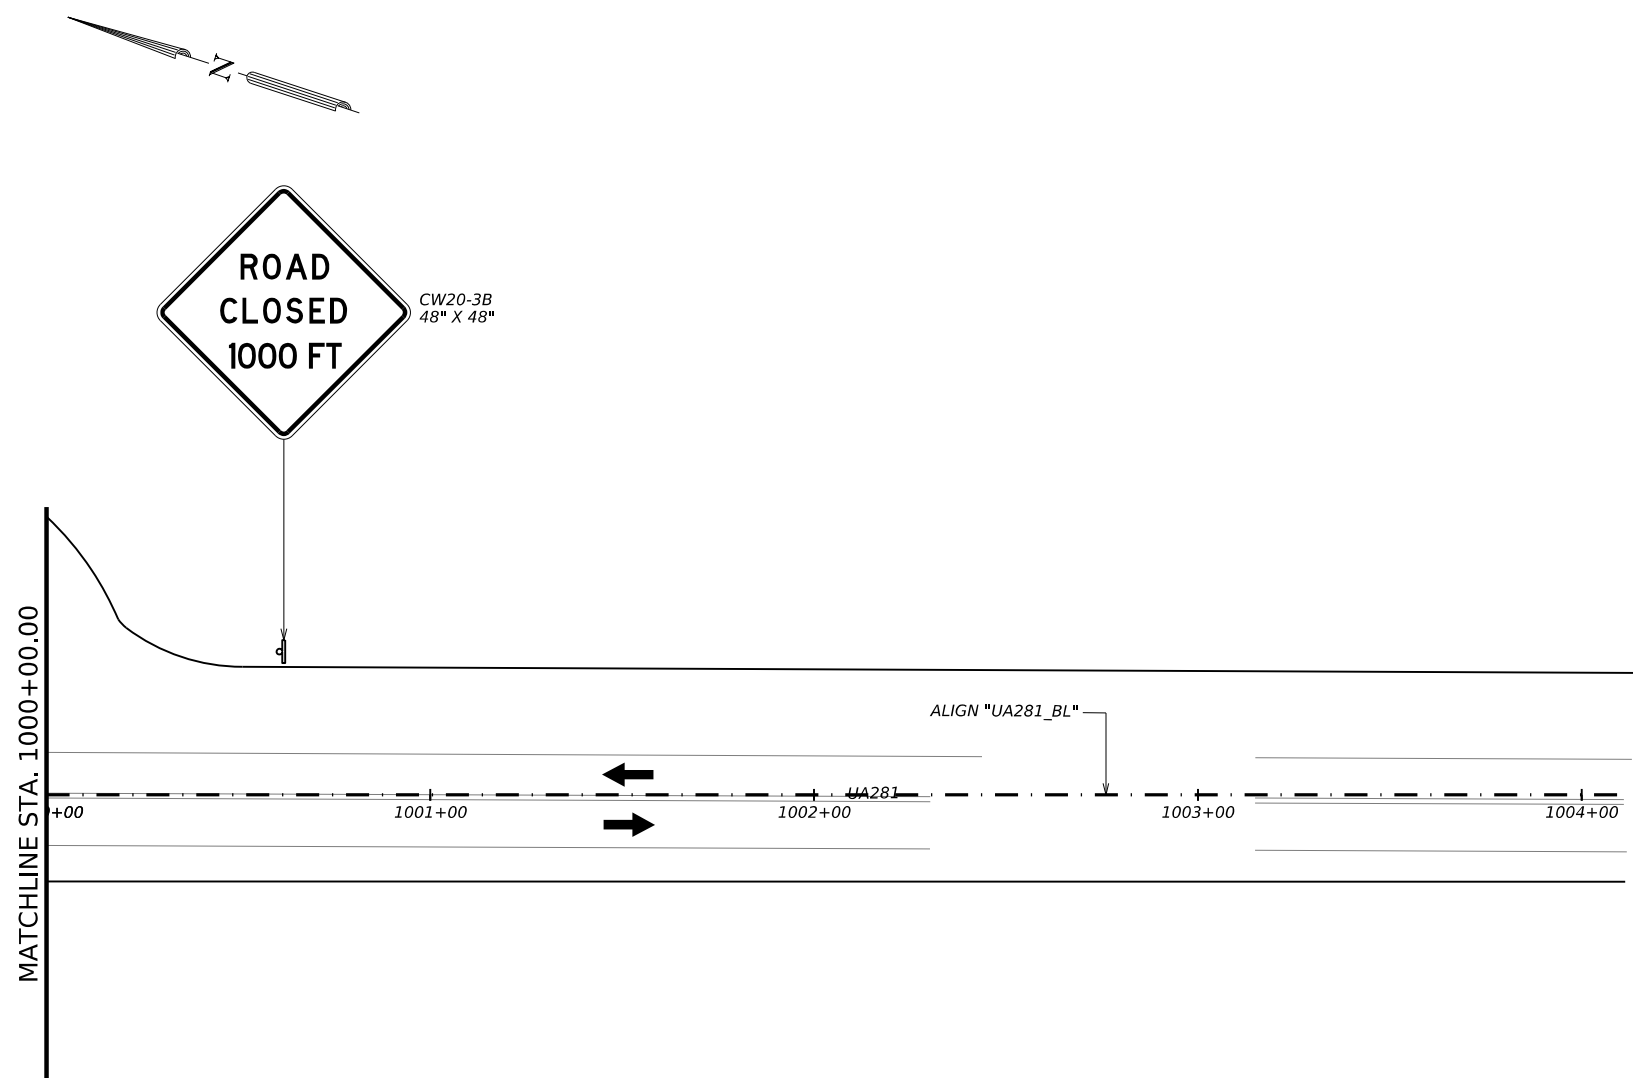 N
ROAD
CLOSED
1000 FT
CW20-3B
48" X 48"
MATCHLINE STA. 1000+00.00
ALIGN "UA281_BL"
UA281
+00
1001+00
1002+00
1003+00
1004+00